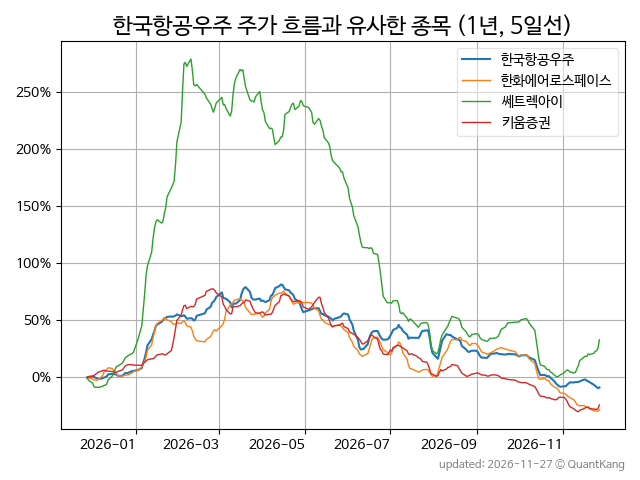 한국항공우주 주가 흐름과 유사한 종목 (1년, 5일선)
한국항공우주
한화에어로스페이스
쎄트렉아이
키움증권
250%
200%
150%
100%
50%
0%
2026-01 2026-03 2026-05 2026-07 2026-09 2026-11
updated: 2026-11-27 © QuantKang